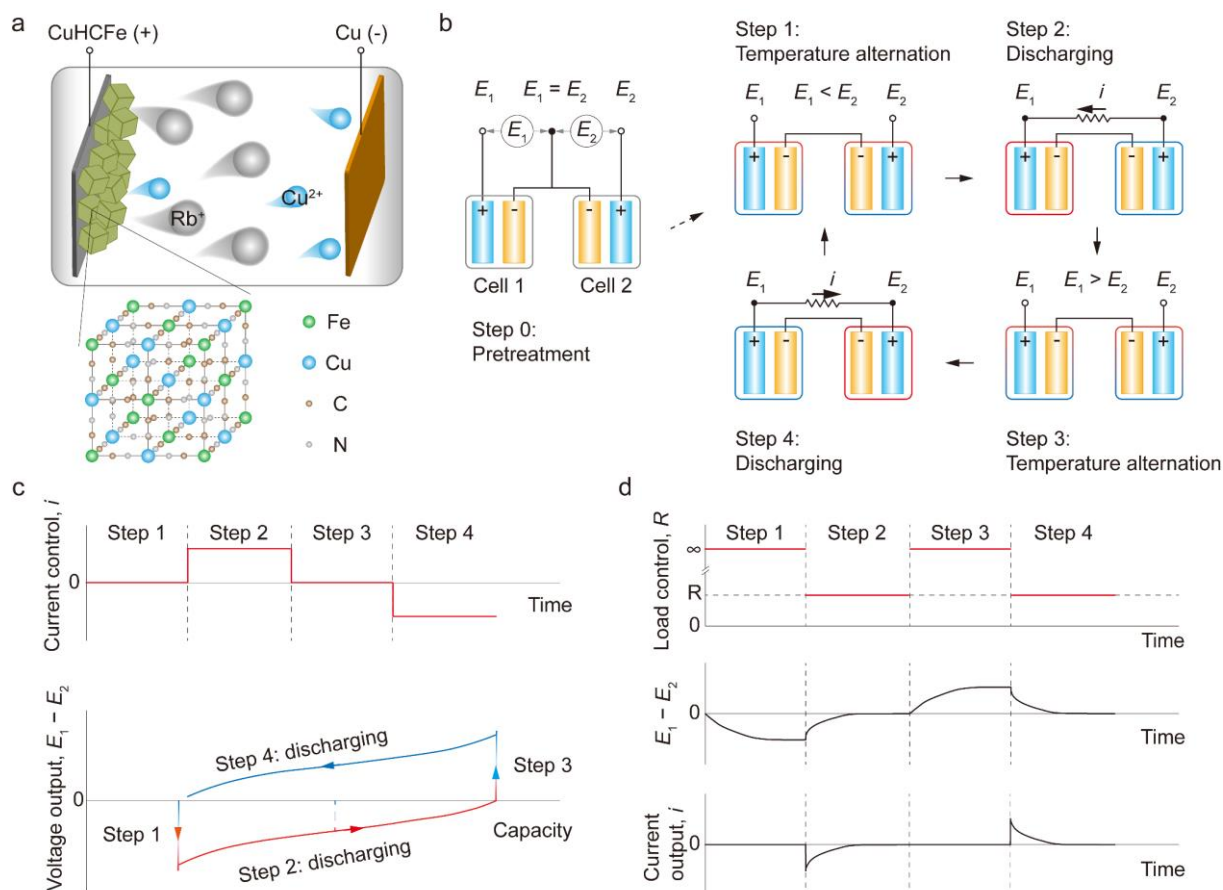 a
CuHCFe (+)
Cu (-)
Rb⁺
Cu²⁺
Fe
Cu
C
N
b
E₁ E₁ = E₂ E₂
E₁ E₂
+ - - +
Cell 1 Cell 2
Step 0:
Pretreatment
Step 1:
Temperature alternation
E₁ E₁ < E₂ E₂
+ - - +
Step 2:
Discharging
E₁ i E₂
+ - - +
E₁ E₁ > E₂ E₂
+ - - +
Step 3:
Temperature alternation
E₁ i E₂
+ - - +
Step 4:
Discharging
c
Current control, i
Step 1 Step 2 Step 3 Step 4
0
Time
Voltage output, E₁ − E₂
Step 4: discharging
Step 3
0
Step 1
Capacity
Step 2: discharging
d
Load control, R
Step 1 Step 2 Step 3 Step 4
∞
R
0
Time
E₁ − E₂
0
Time
Current
output, i
0
Time